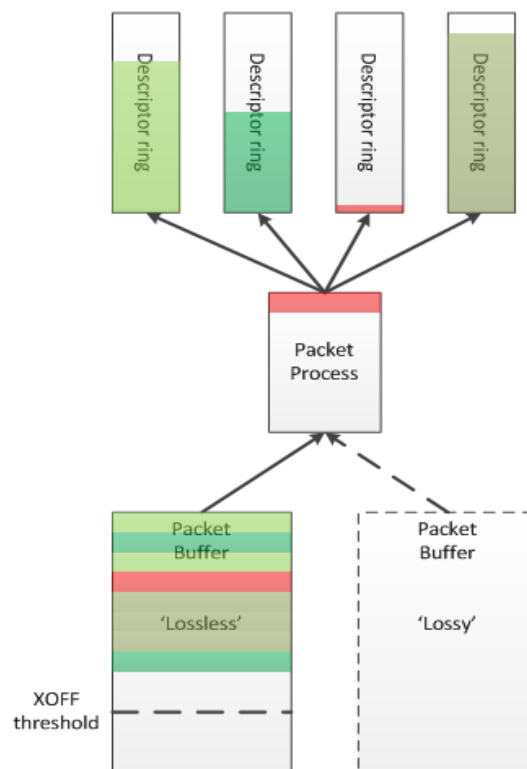 Descriptor ring
Descriptor ring
Descriptor ring
Descriptor ring
Packet
Process
Packet
Buffer
'Lossless'
Packet
Buffer
'Lossy'
XOFF
threshold